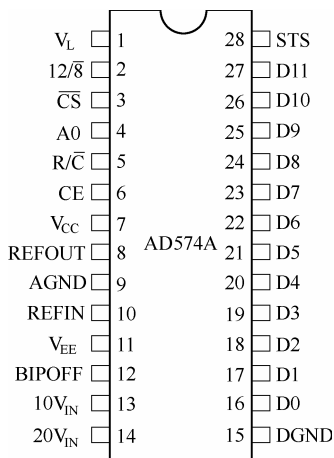 V_L 1 28 STS
12/8̅ 2 27 D11
C̅S̅ 3 26 D10
A0 4 25 D9
R/C̅ 5 24 D8
CE 6 23 D7
V_CC 7 22 D6
REFOUT 8 AD574A 21 D5
AGND 9 20 D4
REFIN 10 19 D3
V_EE 11 18 D2
BIPOFF 12 17 D1
10V_IN 13 16 D0
20V_IN 14 15 DGND